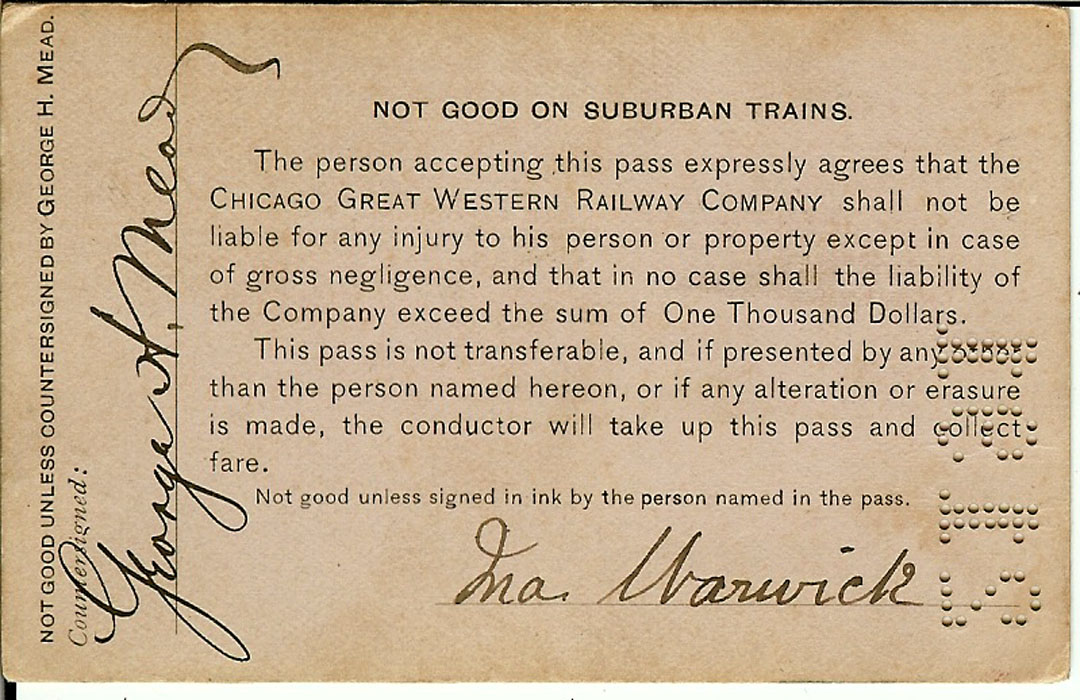 NOT GOOD UNLESS COUNTERSIGNED BY GEORGE H. MEAD.
Countersigned:
George H. Mead
NOT GOOD ON SUBURBAN TRAINS.
The person accepting this pass expressly agrees that the
CHICAGO GREAT WESTERN RAILWAY COMPANY shall not be
liable for any injury to his person or property except in case
of gross negligence, and that in no case shall the liability of
the Company exceed the sum of One Thousand Dollars.
This pass is not transferable, and if presented by any other
than the person named hereon, or if any alteration or erasure
is made, the conductor will take up this pass and collect
fare.
Not good unless signed in ink by the person named in the pass.
Warwick